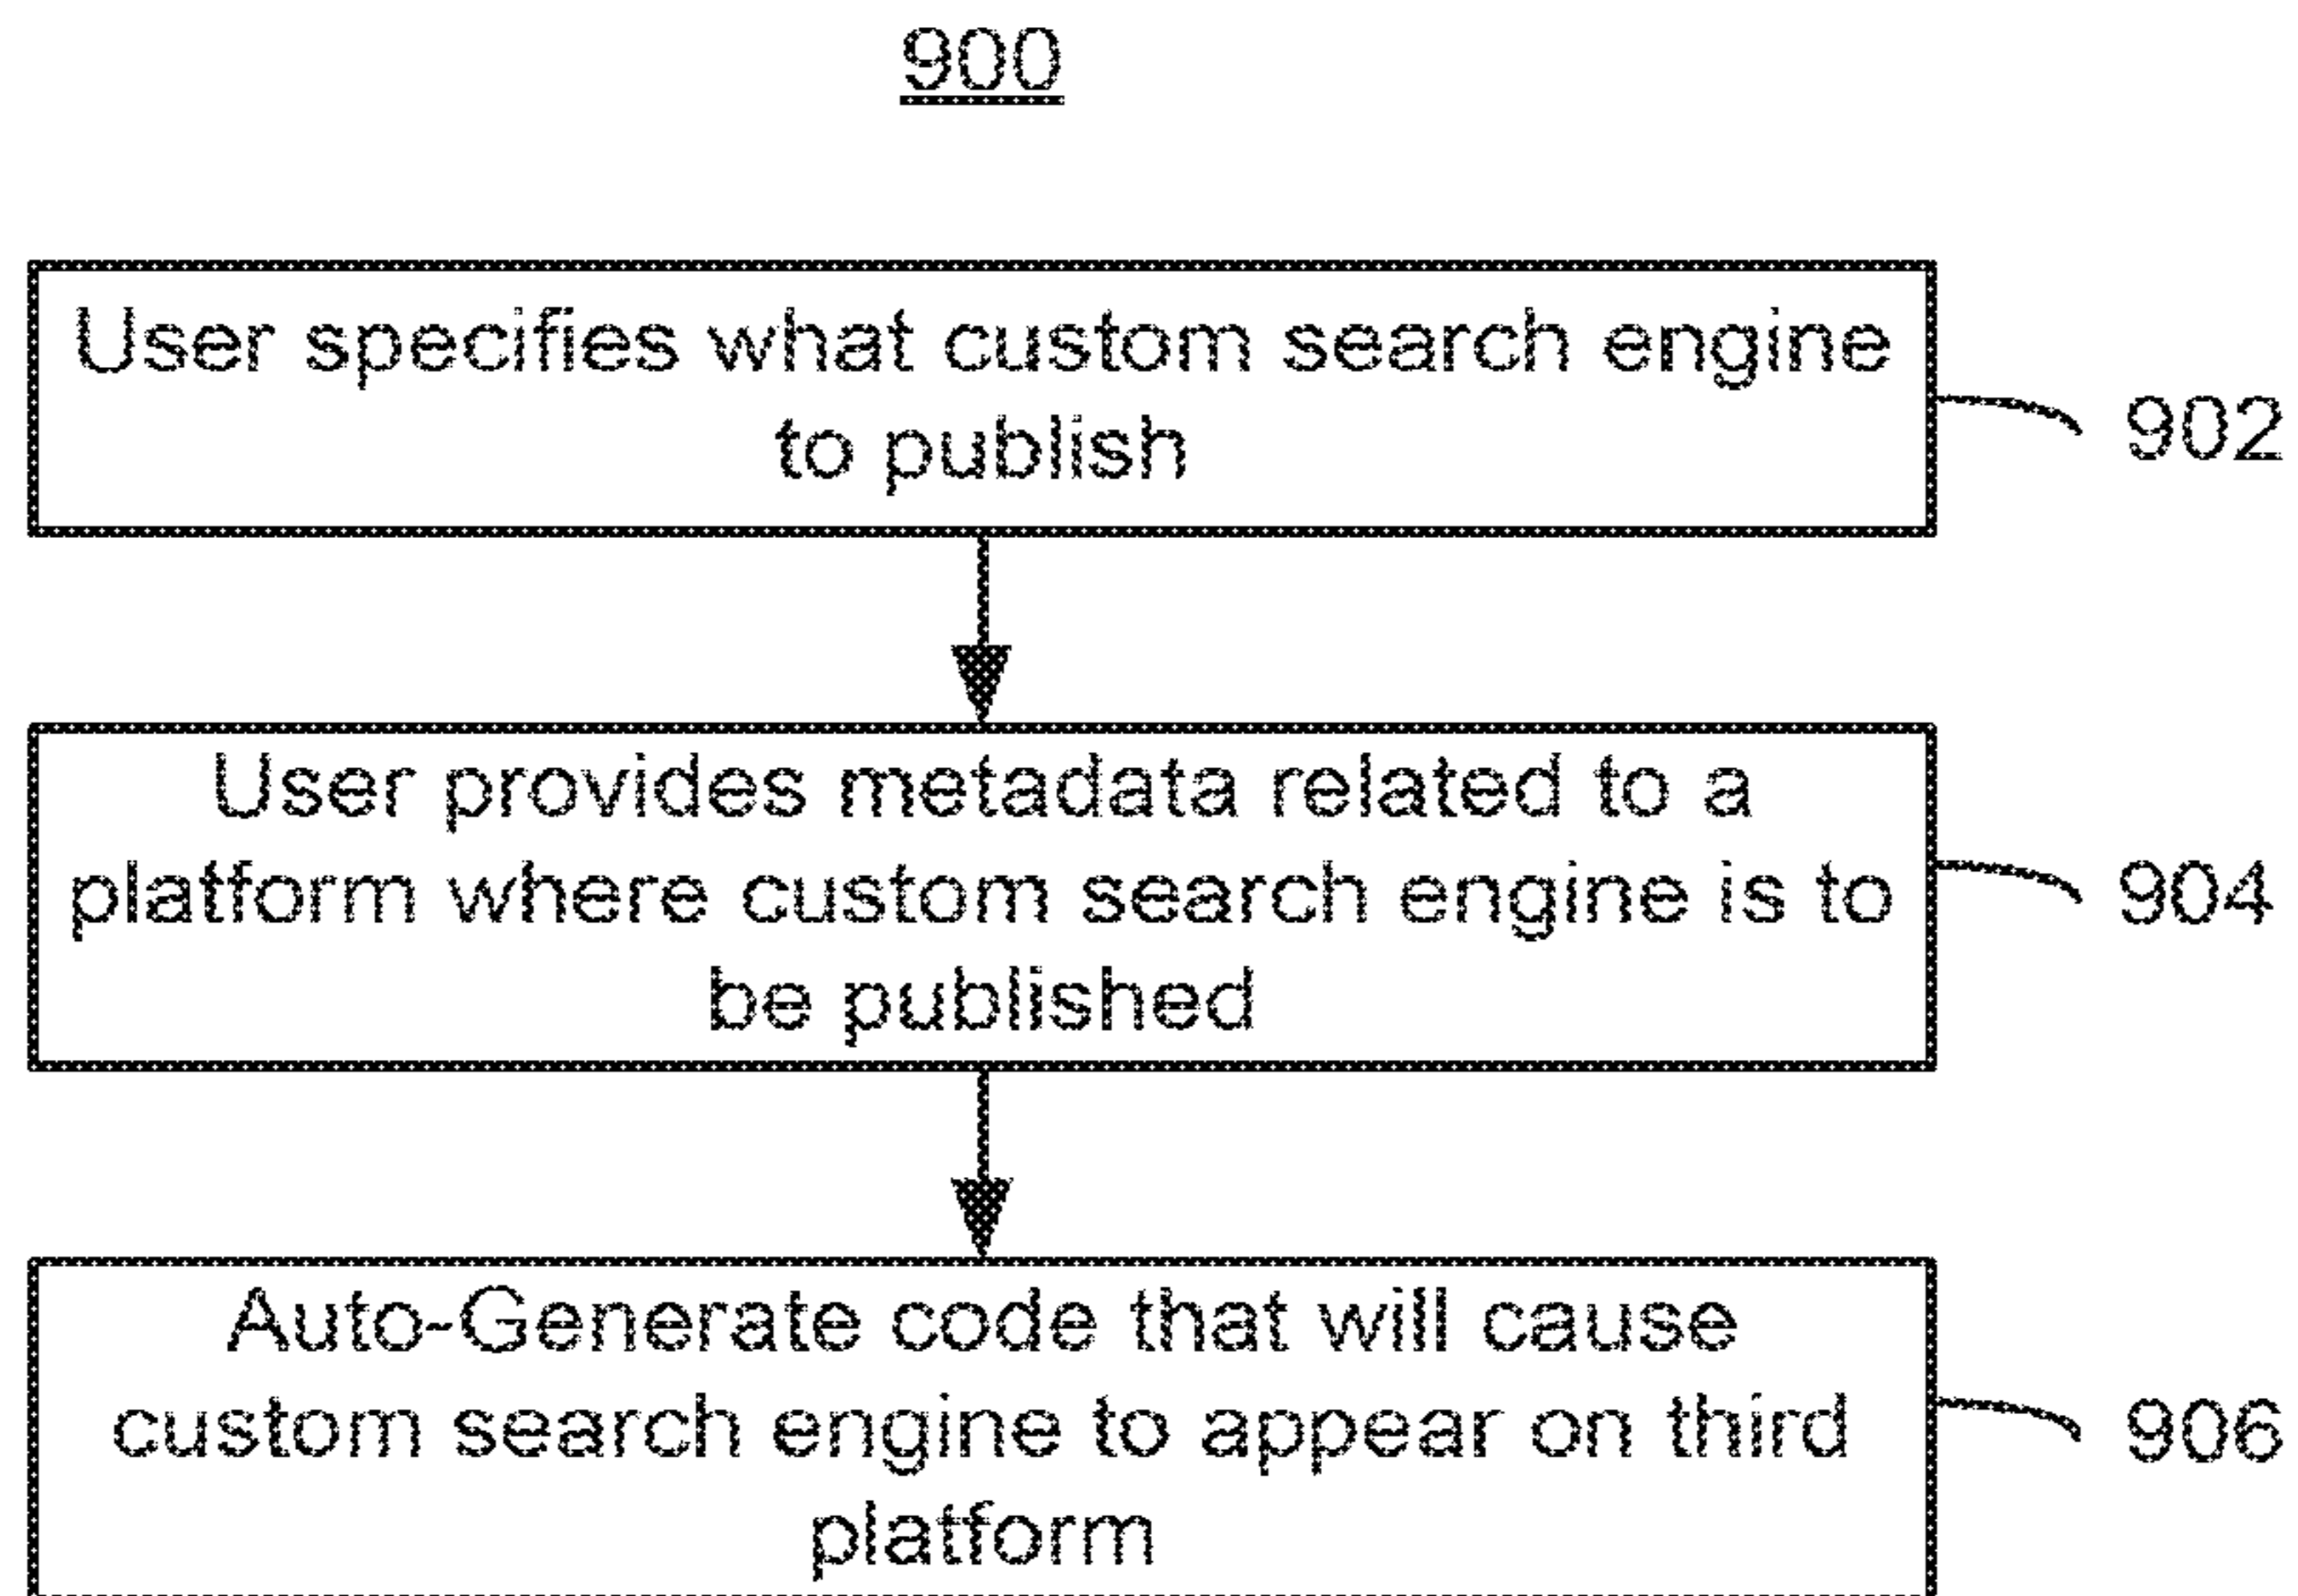 900
User specifies what custom search engine
to publish
902
User provides metadata related to a
platform where custom search engine is to
be published
904
Auto-Generate code that will cause
custom search engine to appear on third
platform
906